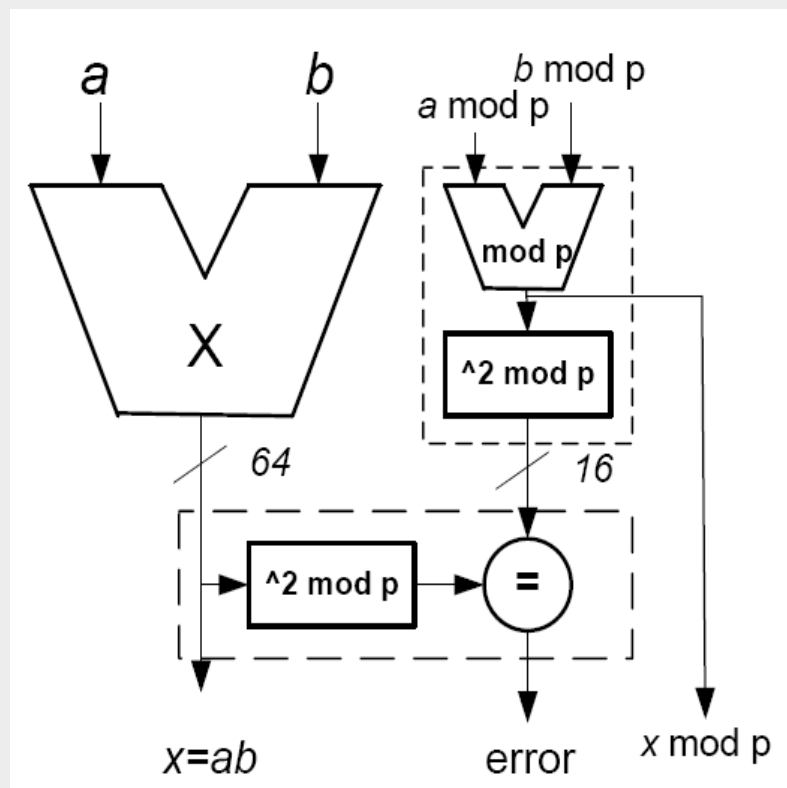 a
b
b mod p
a mod p
mod p
X
^2 mod p
64
16
^2 mod p
=
x=ab
error
x mod p